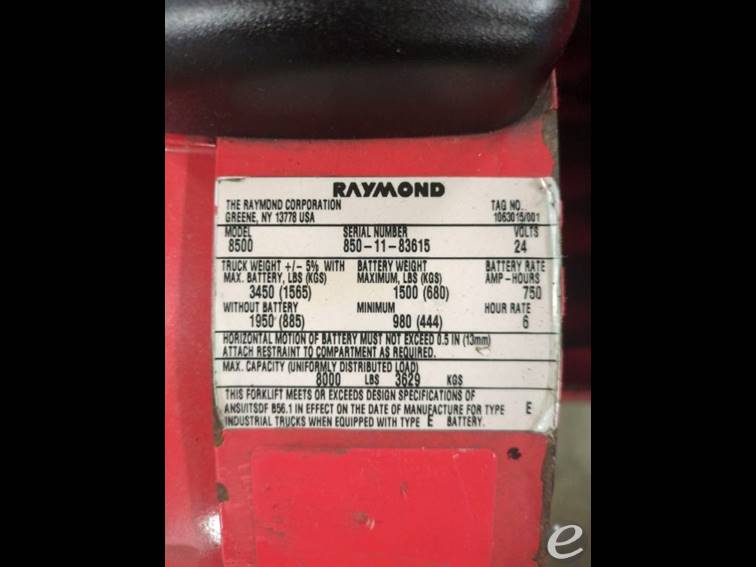 RAYMOND
THE RAYMOND CORPORATION TAG NO.
GREENE, NY 13778 USA 1063015/001
MODEL SERIAL NUMBER VOLTS
8500 850-11-83615 24
TRUCK WEIGHT +/- 5% WITH BATTERY WEIGHT BATTERY RATE
MAX. BATTERY, LBS (KGS) MAXIMUM, LBS (KGS) AMP-HOURS
3450 (1565) 1500 (680) 750
WITHOUT BATTERY MINIMUM HOUR RATE
1950 (885) 980 (444) 6
HORIZONTAL MOTION OF BATTERY MUST NOT EXCEED 0.5 IN (13mm)
ATTACH RESTRAINT TO COMPARTMENT AS REQUIRED.
MAX. CAPACITY (UNIFORMLY DISTRIBUTED LOAD)
8000 LBS 3629 KGS
THIS FORKLIFT MEETS OR EXCEEDS DESIGN SPECIFICATIONS OF
ANSI/ITSDF B56.1 IN EFFECT ON THE DATE OF MANUFACTURE FOR TYPE E
INDUSTRIAL TRUCKS WHEN EQUIPPED WITH TYPE E BATTERY.
e